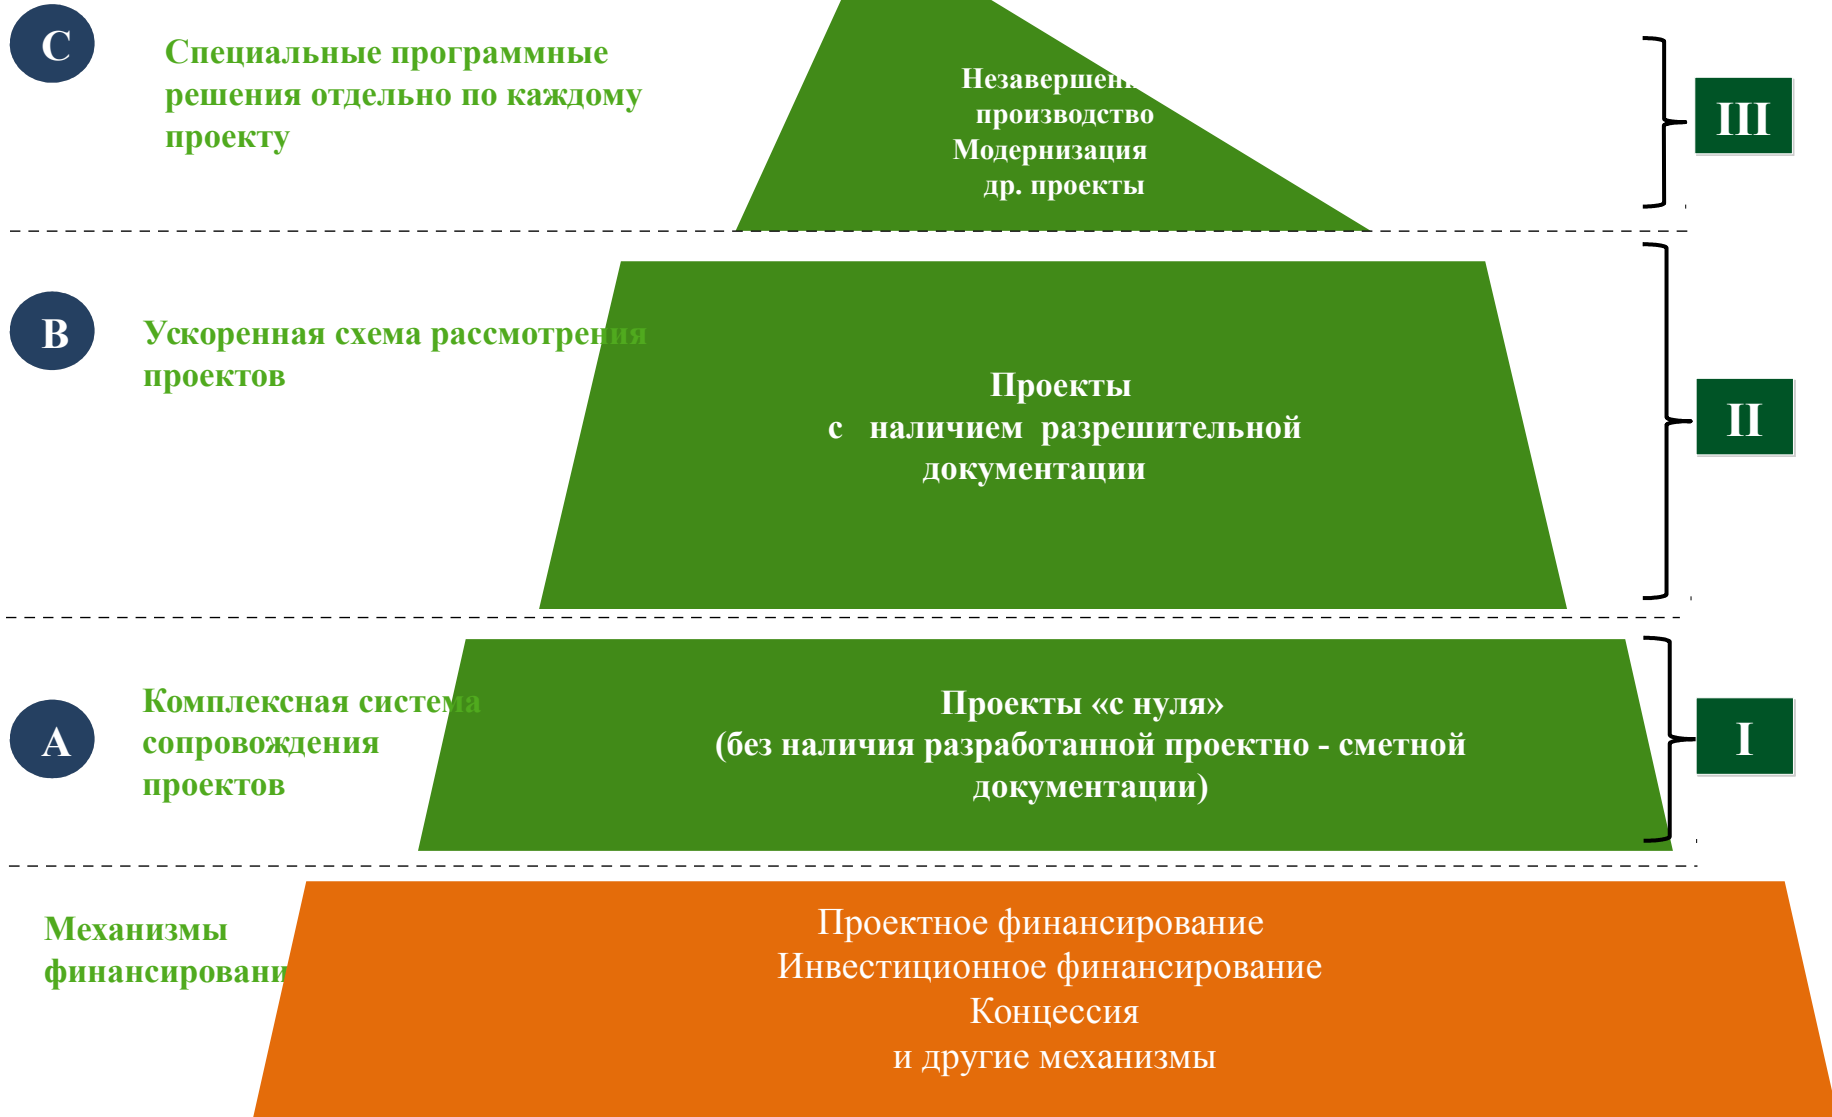 C
Специальные программные
решения отдельно по каждому
проекту
производство
Модернизация
др. проекты
III
B
Ускоренная схема рассмотрения
проектов
Проекты
с наличием разрешительной
документации
II
A
Комплексная система
сопровождения
проектов
Проекты «с нуля»
(без наличия разработанной проектно - сметной
документации)
I
Механизмы
Проектное финансирование
Инвестиционное финансирование
Концессия
и другие механизмы